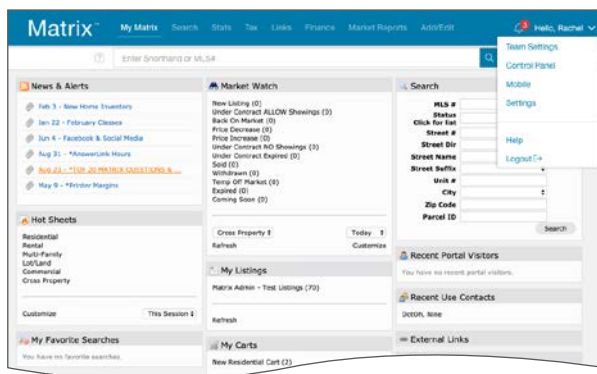 Matrix™
My Matrix Search Stats Tax Links Finance Market Reports Add/Edit
3 Hello, Rachel
Enter Shorthand or MLS#
Team Settings
Control Panel
Mobile
Settings
Help
Logout
News & Alerts
Feb 3 - New Home Inventory
Jan 22 - February Classes
Jun 4 - Facebook & Social Media
Aug 31 - *AnswerLink Hours
Aug 23 - *TOP 20 MATRIX QUESTIONS & ...
May 9 - *Printer Margins
Hot Sheets
Residential
Rental
Multi-Family
Lot/Land
Commercial
Cross Property
Customize
This Session
My Favorite Searches
You have no favorite searches.
Market Watch
New Listing (0)
Under Contract ALLOW Showings (0)
Back On Market (0)
Price Decrease (0)
Price Increase (0)
Under Contract NO Showings (0)
Under Contract Expired (0)
Sold (0)
Withdrawn (0)
Temp Off Market (0)
Expired (0)
Coming Soon (0)
Cross Property
Today
Refresh
Customize
My Listings
Matrix Admin - Test Listings (70)
Refresh
My Carts
New Residential Cart (2)
Search
MLS #
Status
Click for list
Street #
Street Dir
Street Name
Street Suffix
Unit #
City
Zip Code
Parcel ID
Search
Recent Portal Visitors
You have no recent portal visitors.
Recent Use Contacts
External Links